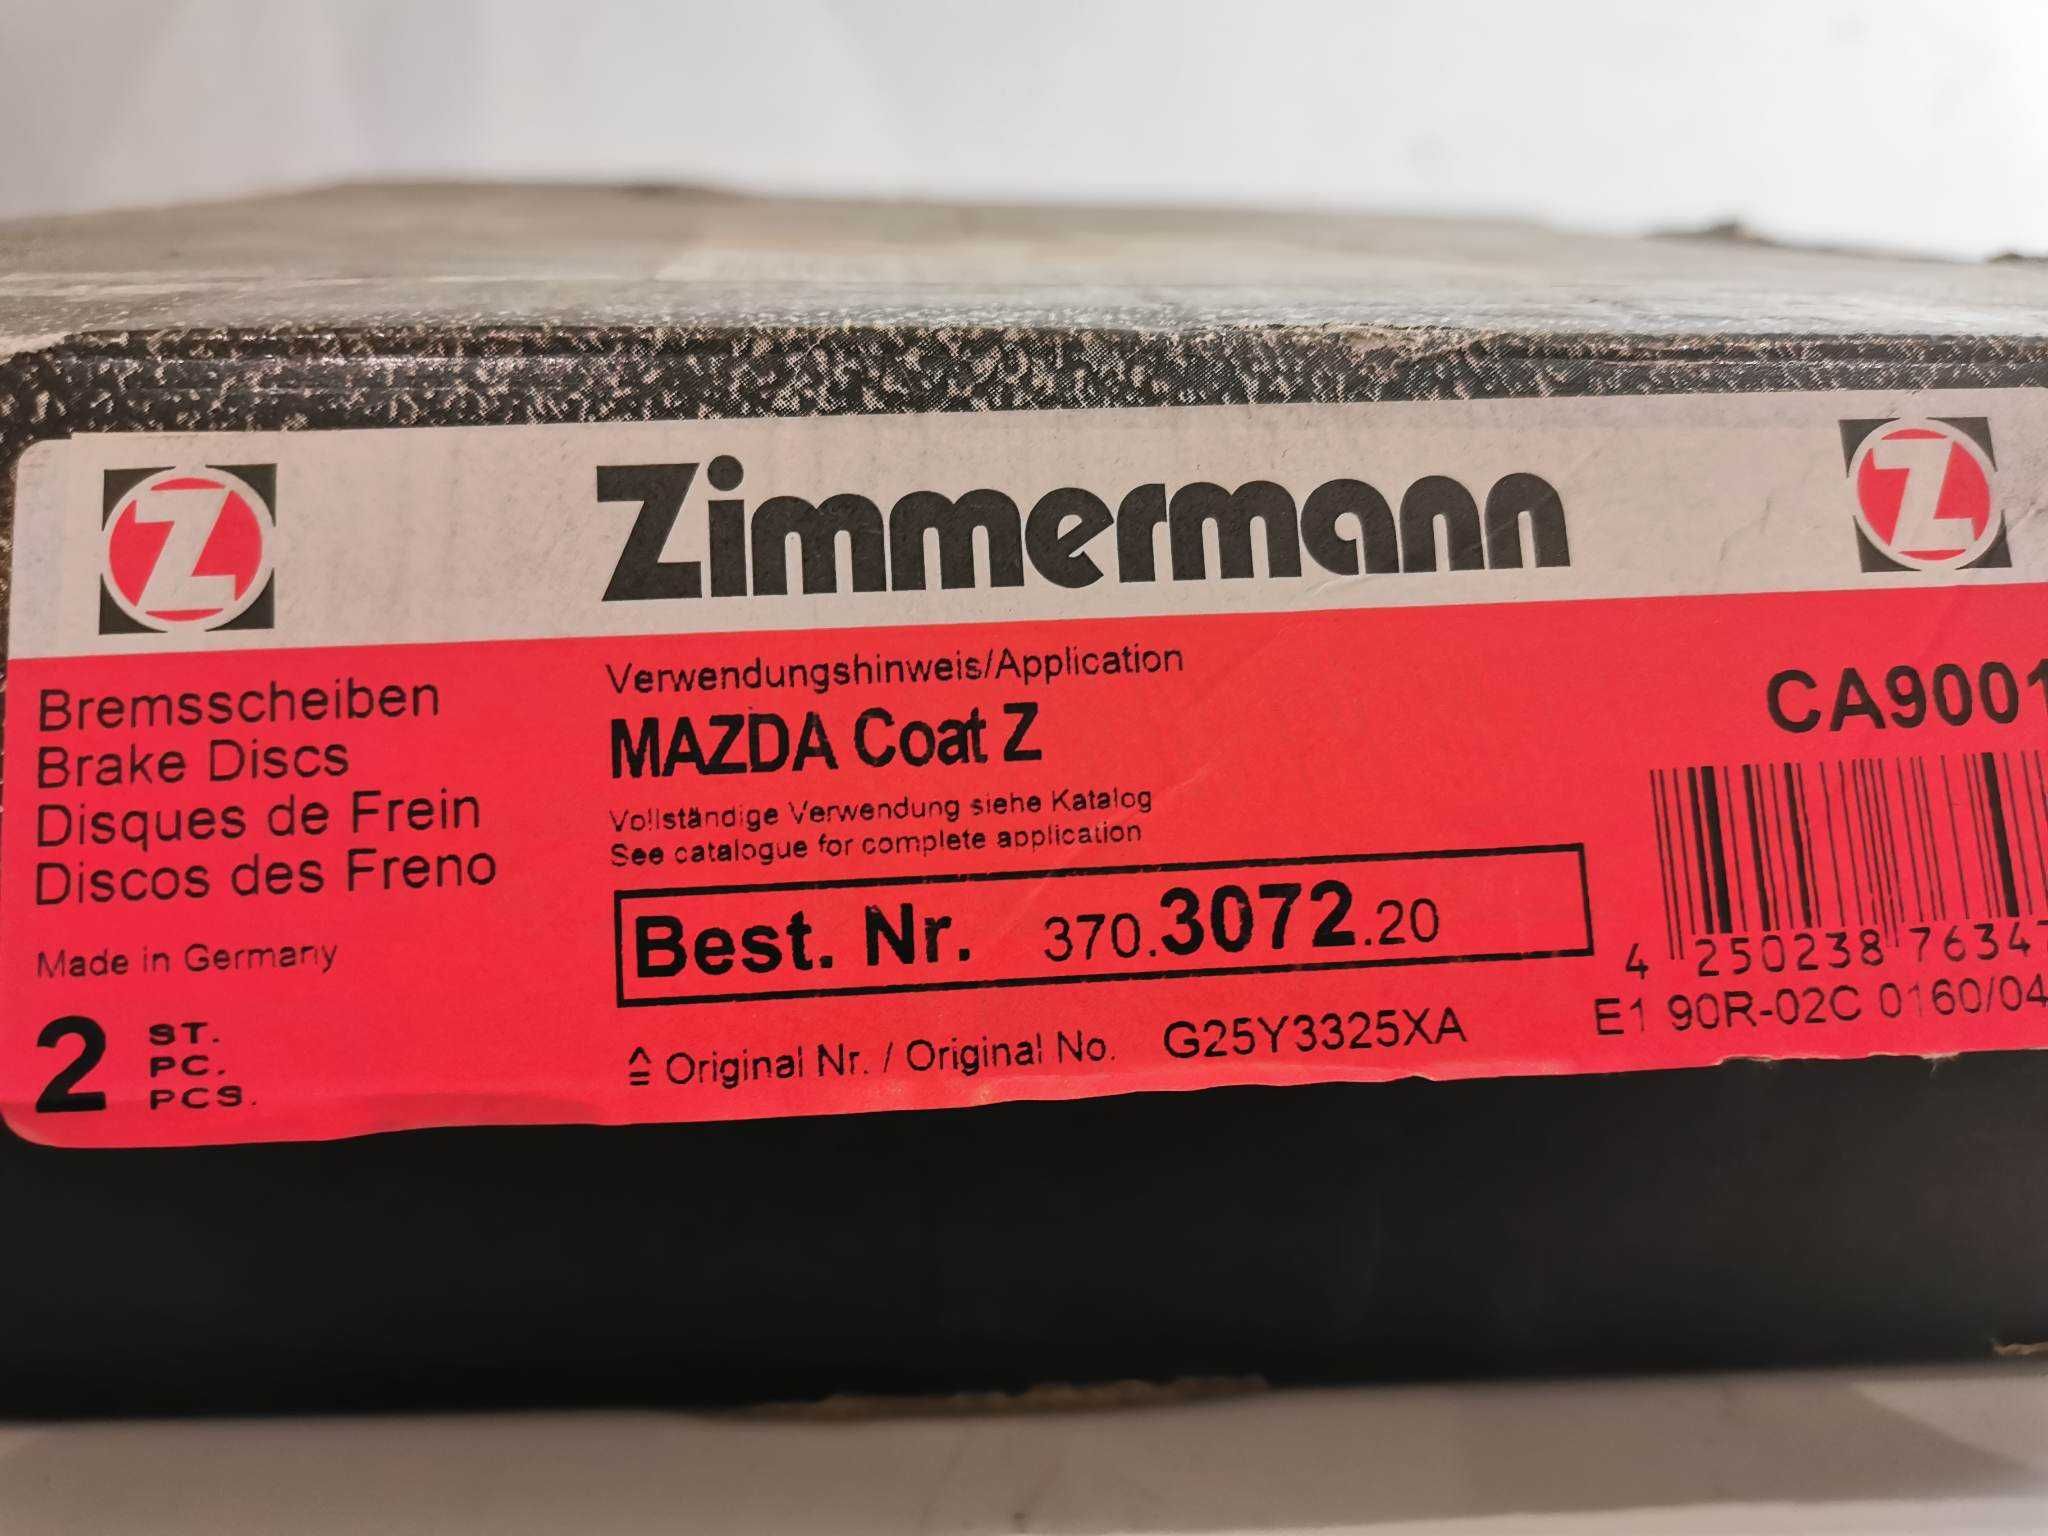 Z Zimmermann Z
Bremsscheiben
Brake Discs
Disques de Frein
Discos des Freno
Made in Germany
2 ST.
PC.
PCS.
Verwendungshinweis/Application
MAZDA Coat Z
Vollständige Verwendung siehe Katalog
See catalogue for complete application
Best. Nr. 370.3072.20
≙ Original Nr. / Original No. G25Y3325XA
CA9001
4 250238 76347
E1 90R-02C 0160/04